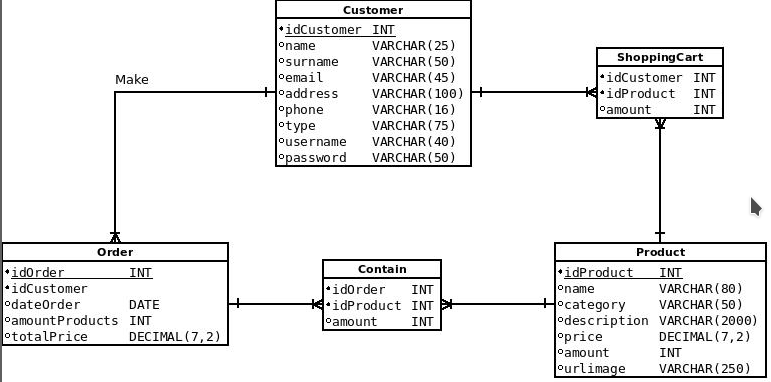 Customer
idCustomer INT
name VARCHAR(25)
surname VARCHAR(50)
email VARCHAR(45)
address VARCHAR(100)
phone VARCHAR(16)
type VARCHAR(75)
username VARCHAR(40)
password VARCHAR(50)
ShoppingCart
idCustomer INT
idProduct INT
amount INT
Make
Order
idOrder INT
idCustomer
dateOrder DATE
amountProducts INT
totalPrice DECIMAL(7,2)
Contain
idOrder INT
idProduct INT
amount INT
Product
idProduct INT
name VARCHAR(80)
category VARCHAR(50)
description VARCHAR(2000)
price DECIMAL(7,2)
amount INT
urlimage VARCHAR(250)